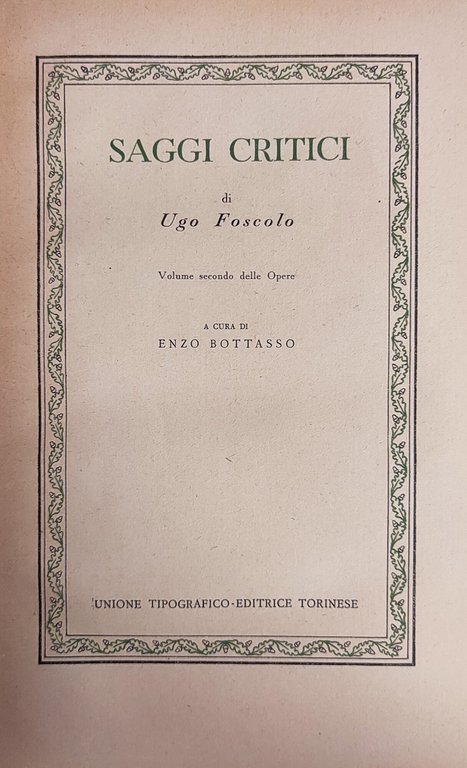 SAGGI CRITICI
di
Ugo Foscolo
Volume secondo delle Opere
A CURA DI
ENZO BOTTASSO
UNIONE TIPOGRAFICO-EDITRICE TORINESE